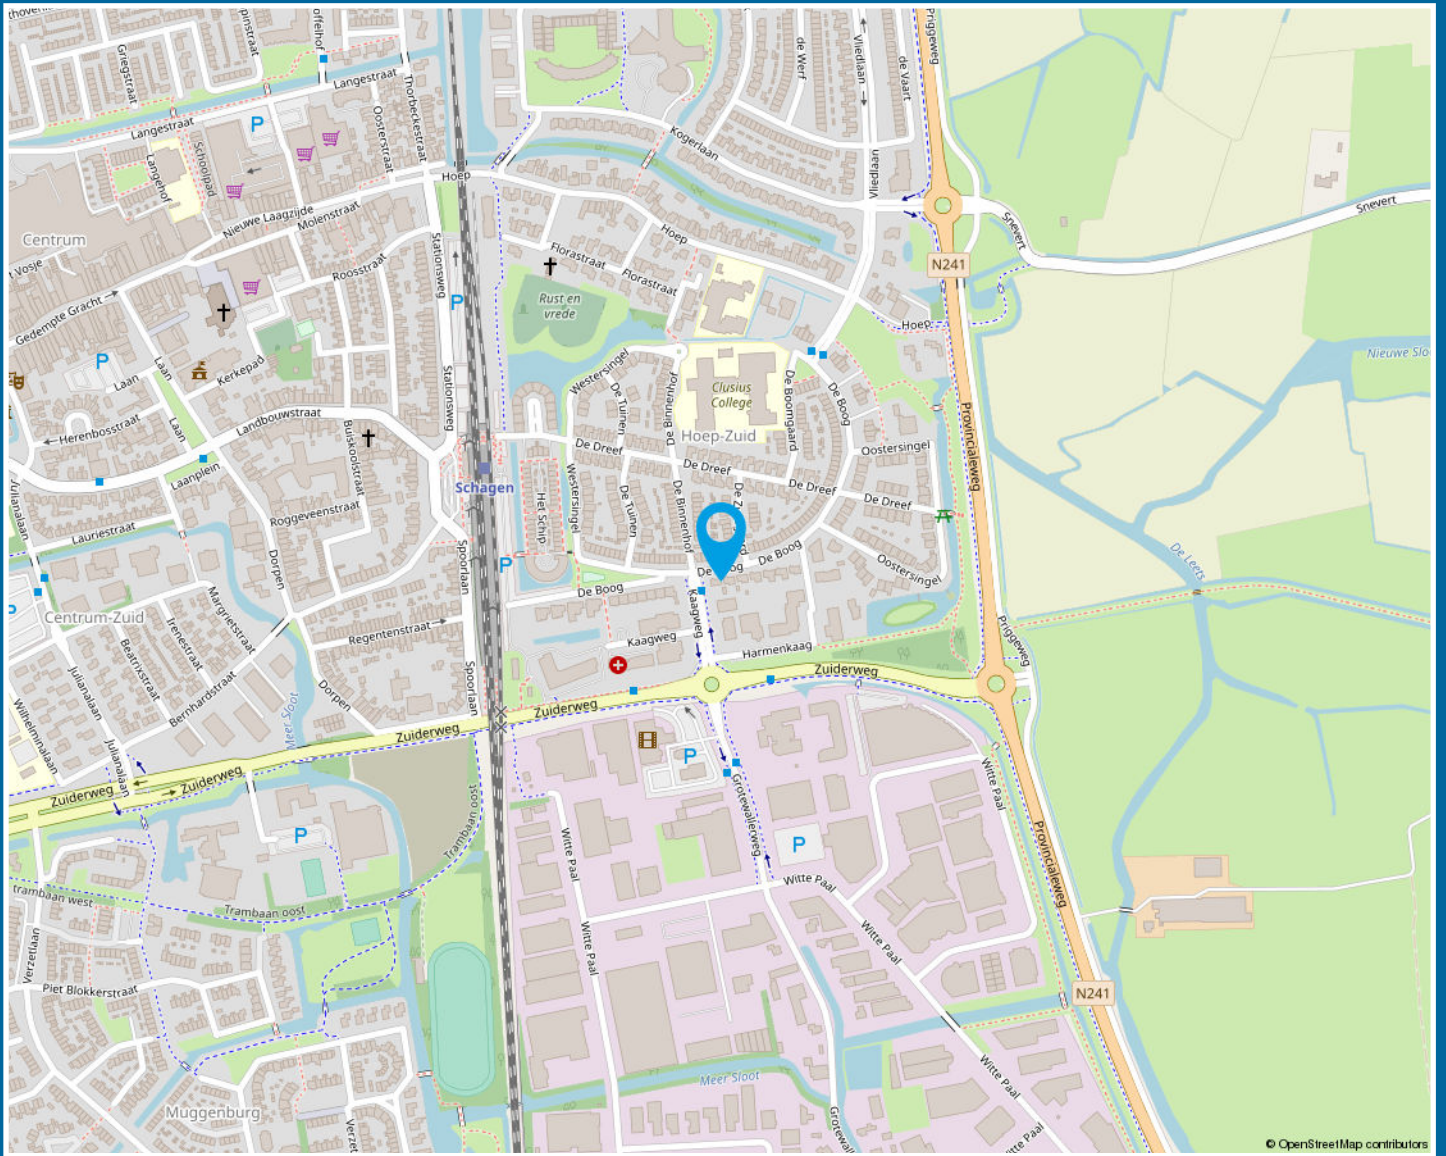 Griegstraat
Langestraat
Thorbeckestraat
Oosterstraat
Langestraat
Schoolpad
Langehof
Nieuwe Laagzijde
Molenstraat
Centrum
Hoep
de Werf
Vliedlaan
de Vaart
Priggeweg
Kogerlaan
Vliedlaan
Snevert
Snevert
N241
Hoep
Florastraat
Florastraat
Rust en
vrede
Roosstraat
Stationsweg
P
P
Gedempte Gracht
P
Laan
Laan
Kerkepad
Herenbosstraat
Landbouwstraat
Laan
Laanplein
Stationsweg
Buiskoolstraat
Hoep
Nieuwe Sloo
Westersingel
De Tuinen
De Binnenhof
Clusius
College
De Boomgaard
De Boog
Hoep-Zuid
Oostersingel
Provincialeweg
De Dreef
De Dreef
De Dreef
De Dreef
Schagen
Het Schip
Westersingel
De Tuinen
De Binnenhof
Julianalaan
Lauriestraat
Roggeveenstraat
Dorpen
Spoorlaan
P
P
De Boog
De Boog
Oostersingel
De Leets
Centrum-Zuid
Margrietstraat
Irenestraat
Beatrixstraat
Bernhardstraat
Julianalaan
Wilhelminalaan
Regentenstraat
Dorpen
Spoorlaan
Kaagweg
Kaagweg
Harmenkaag
Priggeweg
Zuiderweg
Zuiderweg
Zuiderweg
Zuiderweg
Zuiderweg
Meer Sloot
Julianalaan
P
Grotewallerweg
Witte Paal
Provincialeweg
P
P
Trambaan oost
Witte Paal
Witte Paal
trambaan west
Trambaan oost
Verzetlaan
Witte Paal
Witte Paal
Piet Blokkerstraat
N241
Meer Sloot
Witte Paal
Muggenburg
© OpenStreetMap contributors